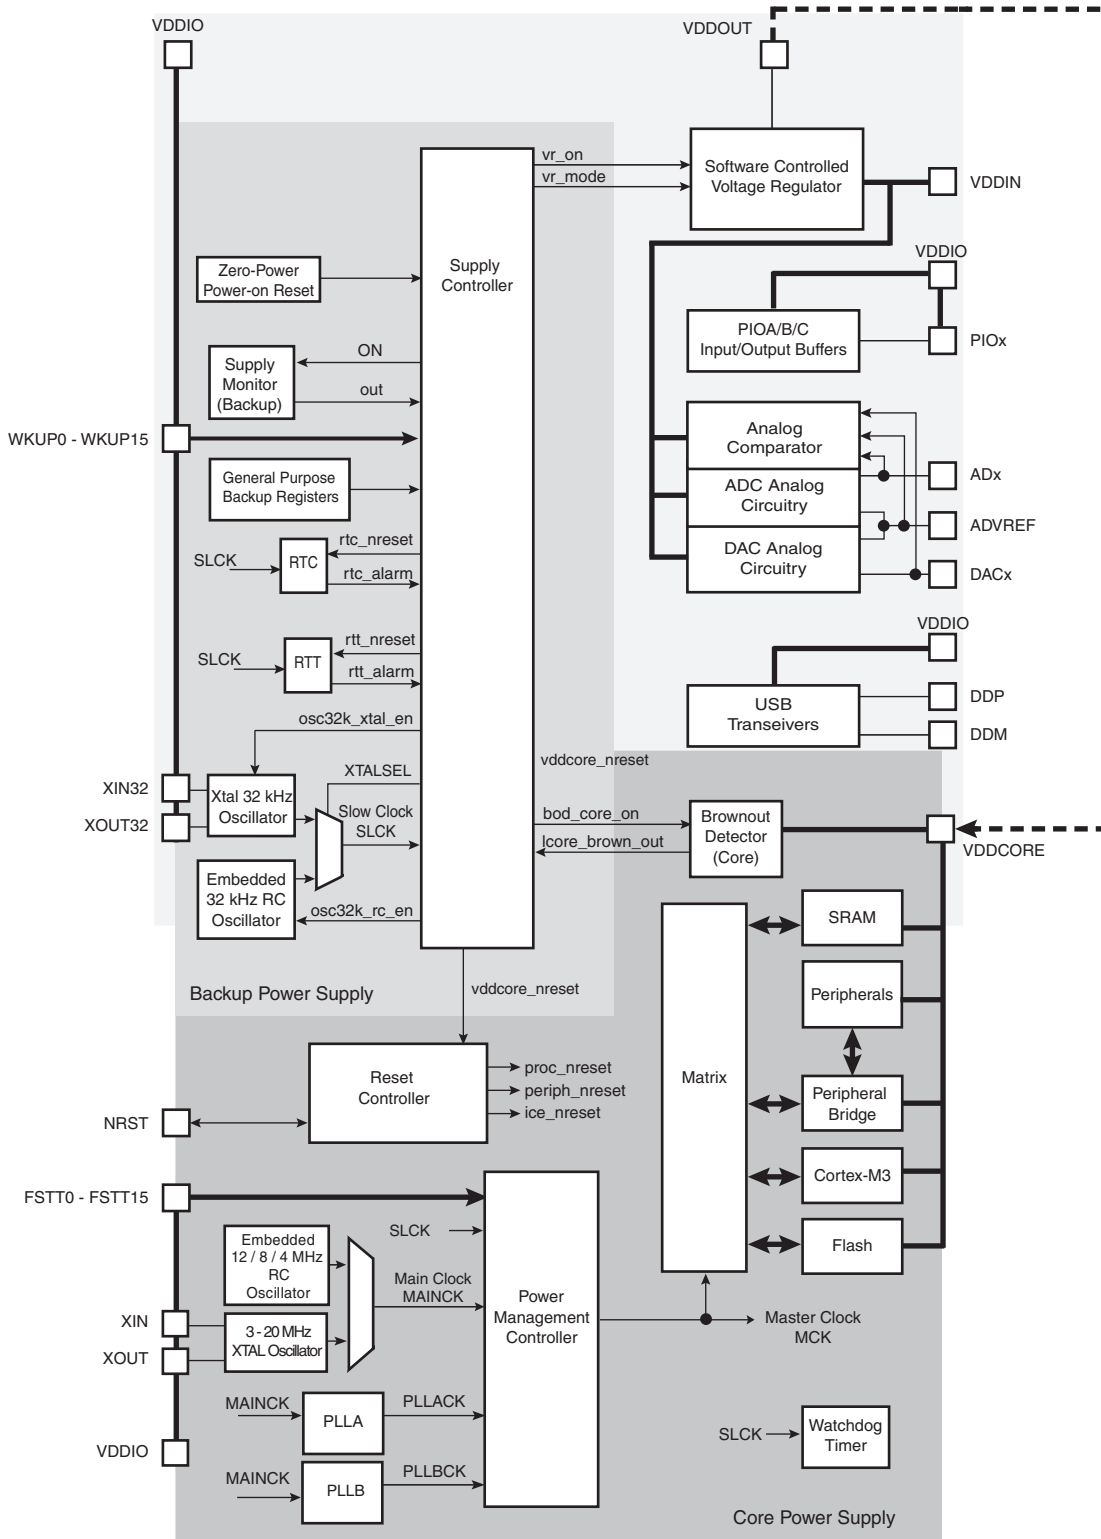 VDDIO
VDDOUT
Software Controlled
Voltage Regulator
VDDIN
vr_on
vr_mode
Supply
Controller
Zero-Power
Power-on Reset
VDDIO
PIOA/B/C
Input/Output Buffers
PIOx
Supply
Monitor
(Backup)
ON
out
WKUP0 - WKUP15
General Purpose
Backup Registers
Analog
Comparator
ADC Analog
Circuitry
DAC Analog
Circuitry
ADx
ADVREF
DACx
SLCK
RTC
rtc_nreset
rtc_alarm
SLCK
RTT
rtt_nreset
rtt_alarm
VDDIO
USB
Transeivers
DDP
DDM
osc32k_xtal_en
XTALSEL
vddcore_nreset
XIN32
XOUT32
Xtal 32 kHz
Oscillator
Slow Clock
SLCK
Embedded
32 kHz RC
Oscillator
osc32k_rc_en
bod_core_on
lcore_brown_out
Brownout
Detector
(Core)
VDDCORE
SRAM
Peripherals
Matrix
Peripheral
Bridge
Cortex-M3
Flash
Backup Power Supply
vddcore_nreset
Reset
Controller
proc_nreset
periph_nreset
ice_nreset
NRST
FSTT0 - FSTT15
SLCK
Embedded
12 / 8 / 4 MHz
RC
Oscillator
Main Clock
MAINCK
Power
Management
Controller
XIN
XOUT
3 - 20 MHz
XTAL Oscillator
Master Clock
MCK
MAINCK
PLLA
PLLACK
VDDIO
MAINCK
PLLB
PLLBCK
SLCK
Watchdog
Timer
Core Power Supply